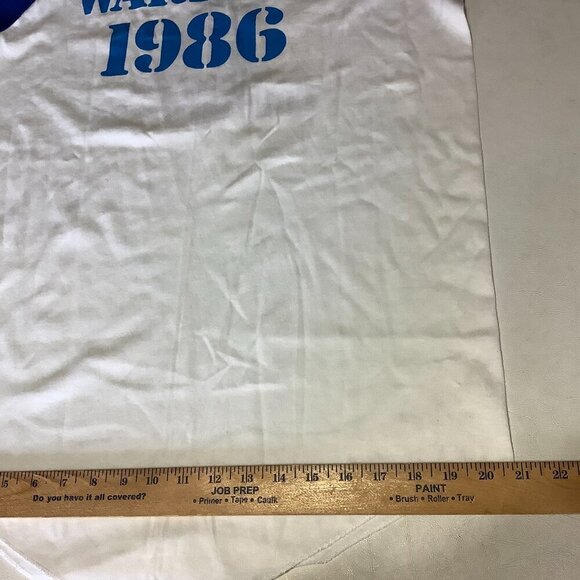 1986
5 6 7 8 9 10 11 12 13 14 15 16 17 18 19 20 21 22
Do you have it all covered?
JOB PREP
• Primer • Tape • Caulk
PAINT
• Brush • Roller • Tray